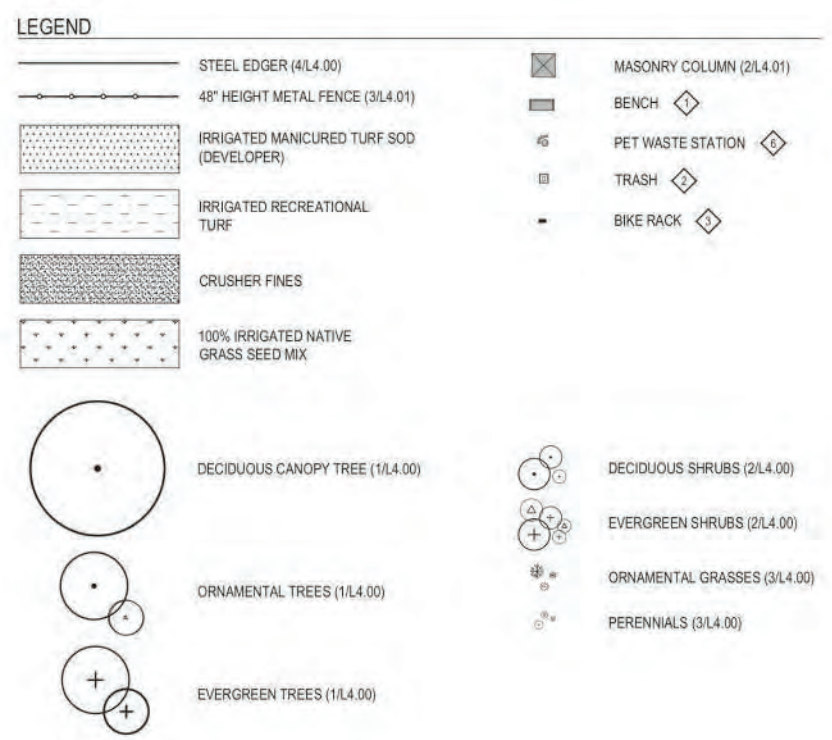 LEGEND
STEEL EDGER (4/L4.00)
48" HEIGHT METAL FENCE (3/L4.01)
IRRIGATED MANICURED TURF SOD
(DEVELOPER)
IRRIGATED RECREATIONAL
TURF
CRUSHER FINES
100% IRRIGATED NATIVE
GRASS SEED MIX
DECIDUOUS CANOPY TREE (1/L4.00)
ORNAMENTAL TREES (1/L4.00)
EVERGREEN TREES (1/L4.00)
MASONRY COLUMN (2/L4.01)
BENCH 1
PET WASTE STATION 6
TRASH 2
BIKE RACK 3
DECIDUOUS SHRUBS (2/L4.00)
EVERGREEN SHRUBS (2/L4.00)
ORNAMENTAL GRASSES (3/L4.00)
PERENNIALS (3/L4.00)